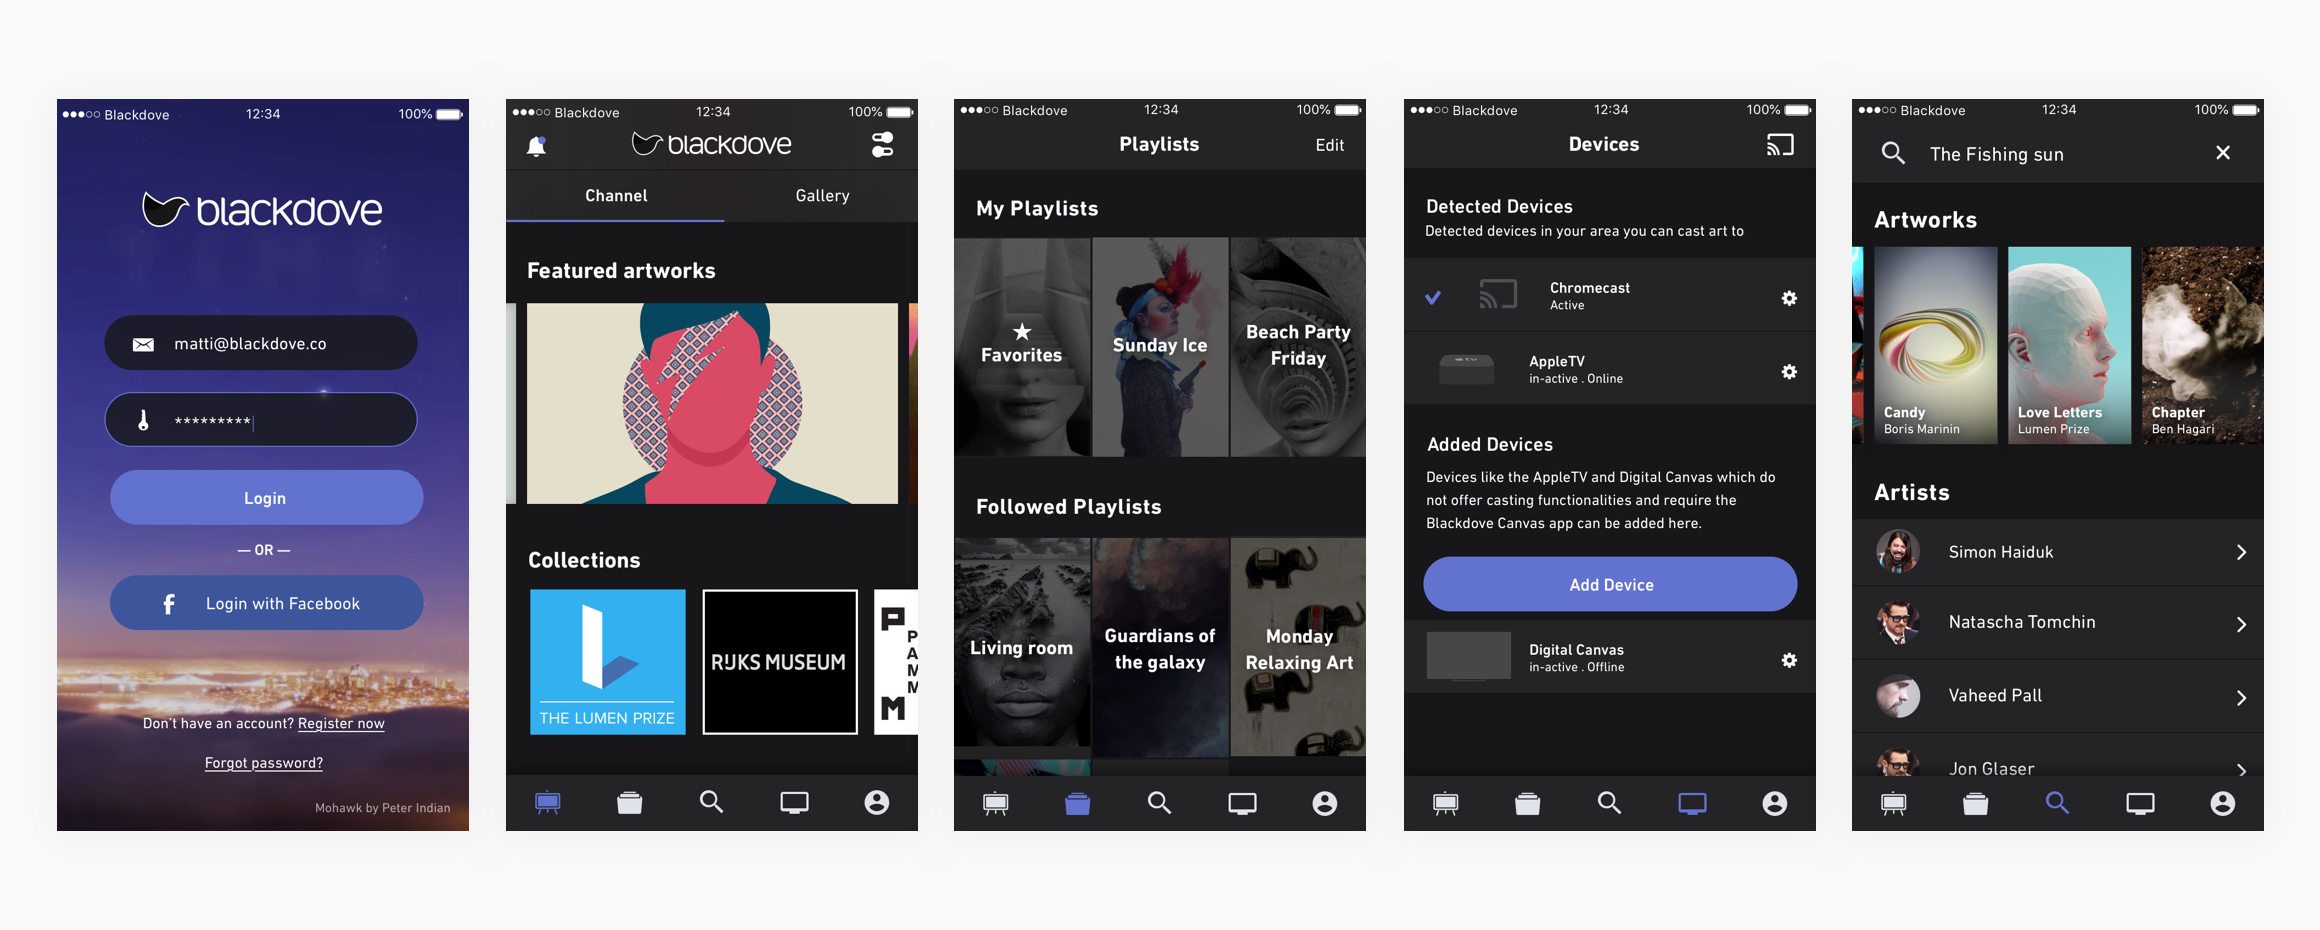 Blackdove 12:34 100%
blackdove
matti@blackdove.co
*********
Login
— OR —
Login with Facebook
Don't have an account? Register now
Forgot password?
Mohawk by Peter Indian
Blackdove 12:34 100%
blackdove
Channel Gallery
Featured artworks
Collections
THE LUMEN PRIZE
RIJKS MUSEUM
P
PAMM
M
Blackdove 12:34 100%
Playlists Edit
My Playlists
Favorites
Sunday Ice
Beach Party
Friday
Followed Playlists
Living room
Guardians of
the galaxy
Monday
Relaxing Art
Blackdove 12:34 100%
Devices
Detected Devices
Detected devices in your area you can cast art to
Chromecast
Active
tv
AppleTV
in-active . Online
Added Devices
Devices like the AppleTV and Digital Canvas which do
not offer casting functionalities and require the
Blackdove Canvas app can be added here.
Add Device
Digital Canvas
in-active . Offline
Blackdove 12:34 100%
The Fishing sun
Artworks
Candy
Boris Marinin
Love Letters
Lumen Prize
Chapter
Ben Hagari
Artists
Simon Haiduk
Natascha Tomchin
Vaheed Pall
Jon Glaser